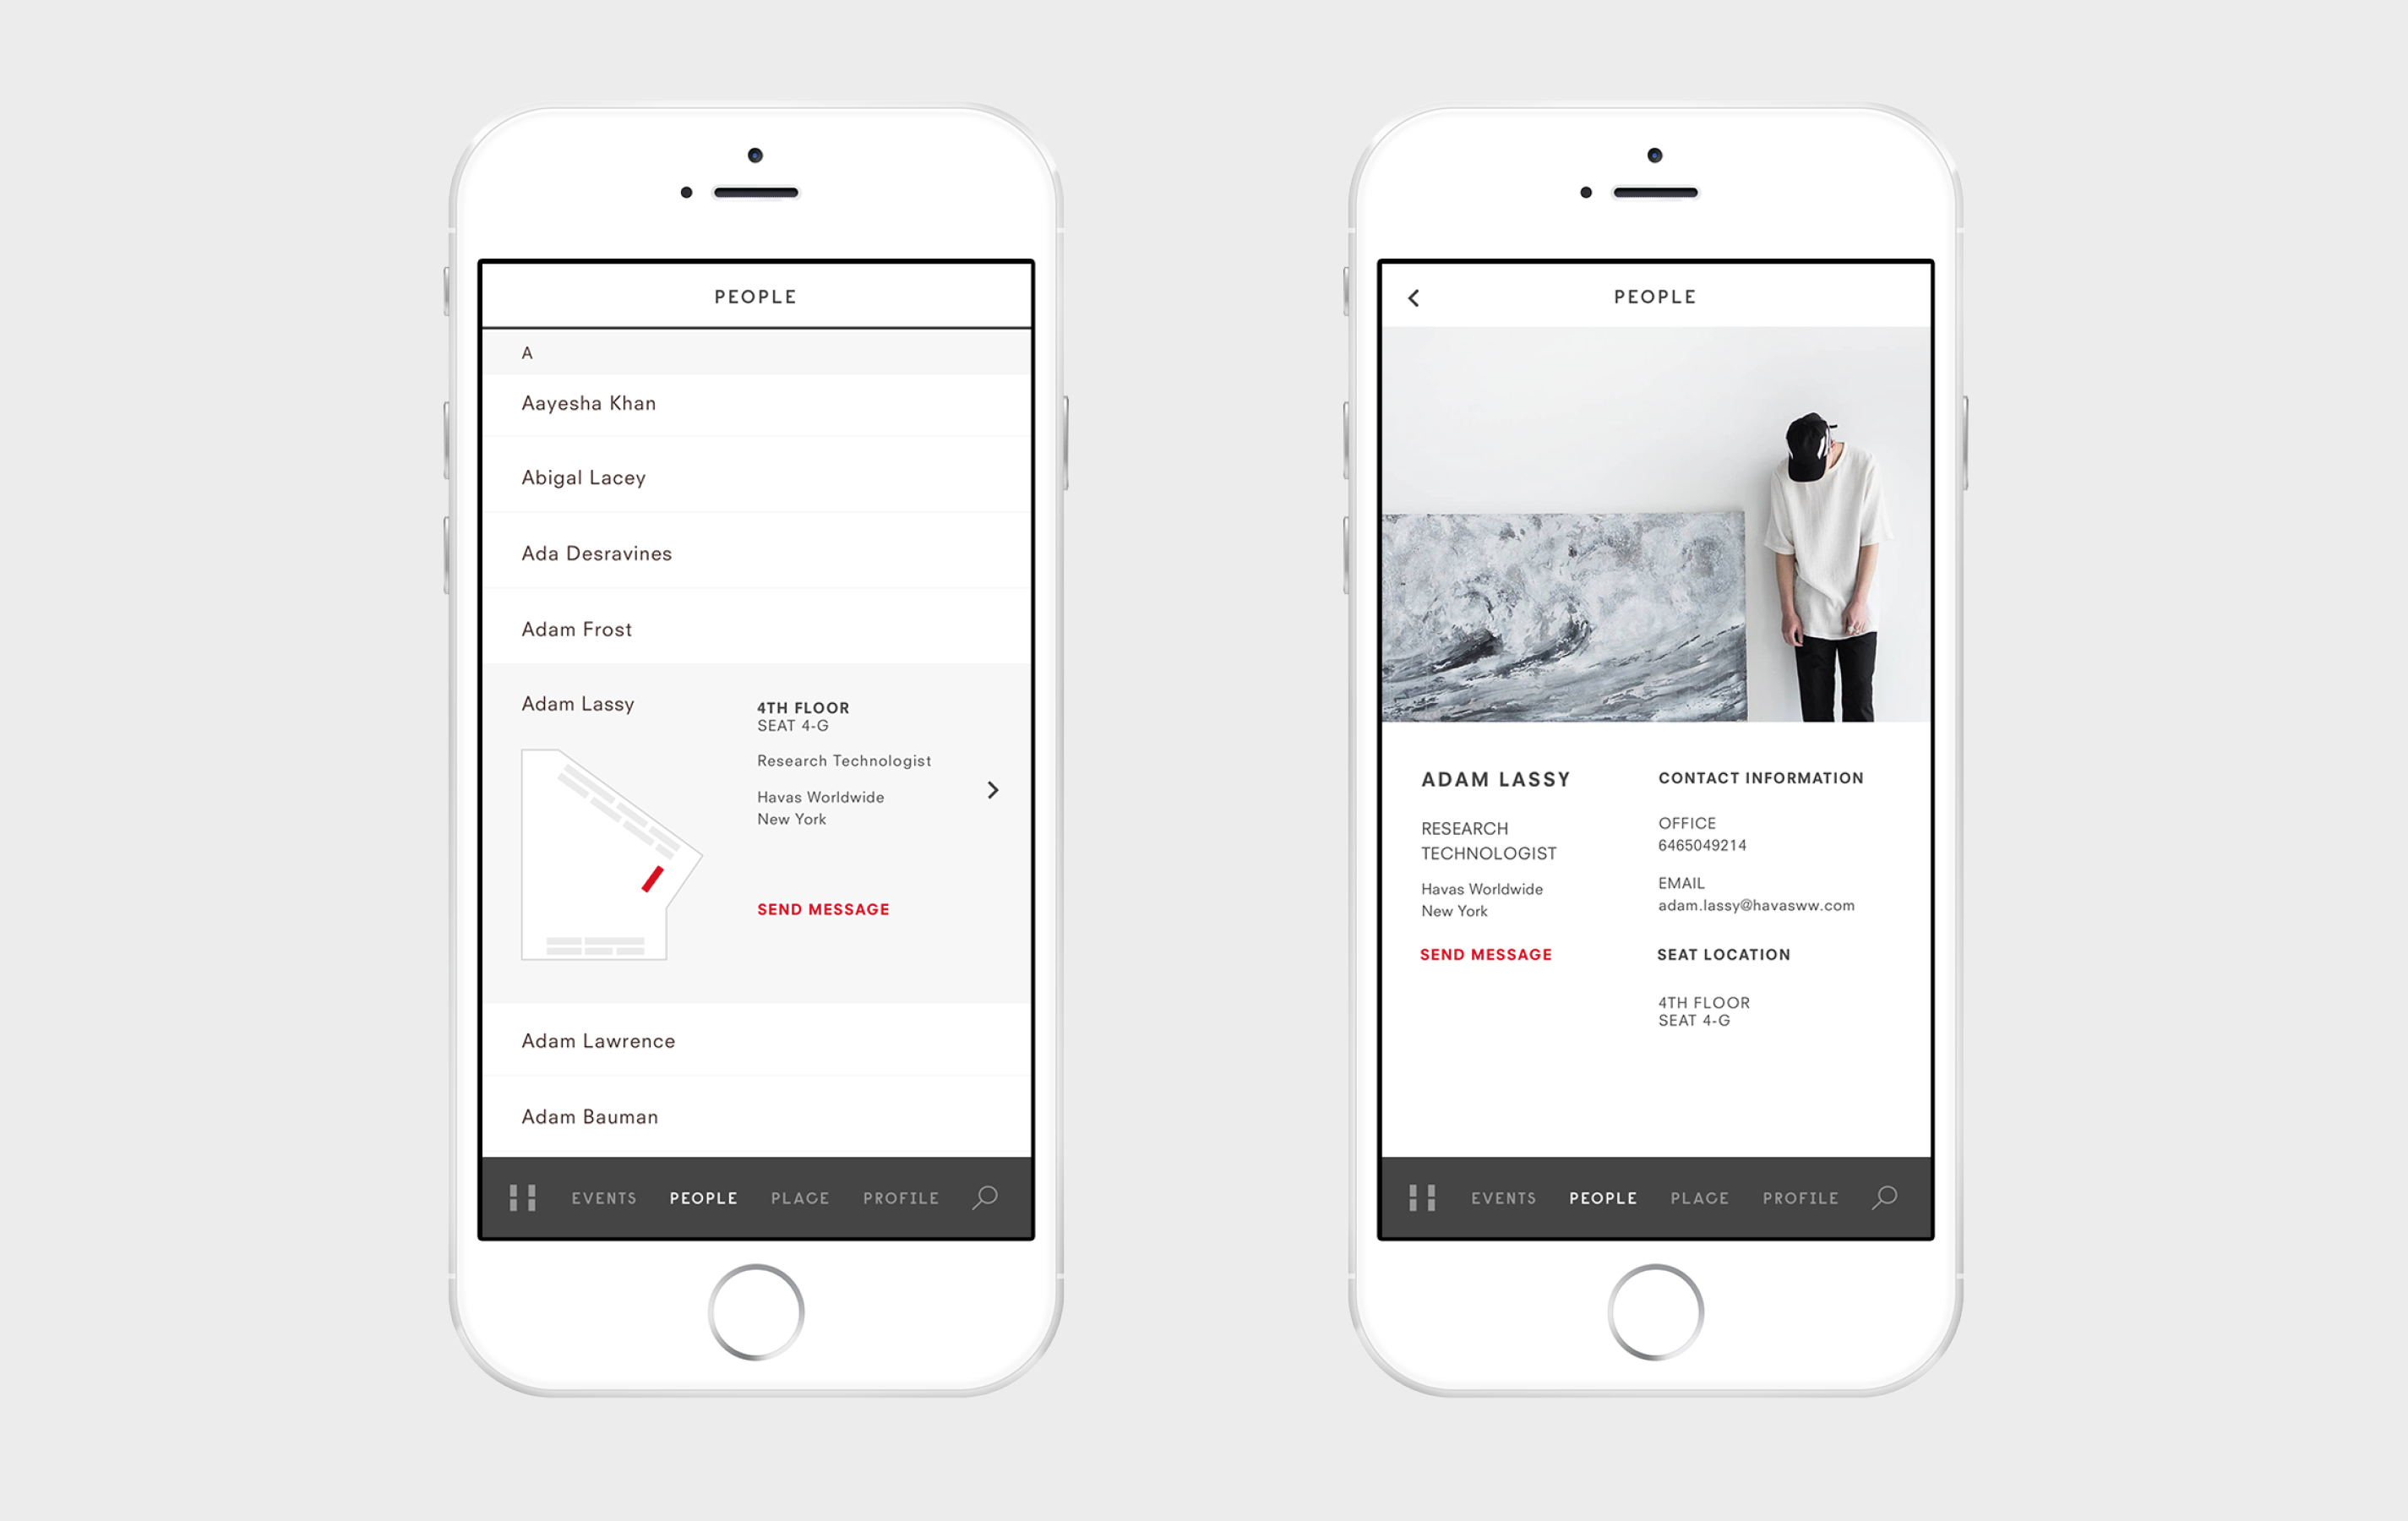 PEOPLE
A
Aayesha Khan
Abigal Lacey
Ada Desravines
Adam Frost
Adam Lassy
4TH FLOOR
SEAT 4-G
Research Technologist
Havas Worldwide
New York
SEND MESSAGE
Adam Lawrence
Adam Bauman
EVENTS PEOPLE PLACE PROFILE
PEOPLE
ADAM LASSY
RESEARCH
TECHNOLOGIST
Havas Worldwide
New York
SEND MESSAGE
CONTACT INFORMATION
OFFICE
6465049214
EMAIL
adam.lassy@havasww.com
SEAT LOCATION
4TH FLOOR
SEAT 4-G
EVENTS PEOPLE PLACE PROFILE